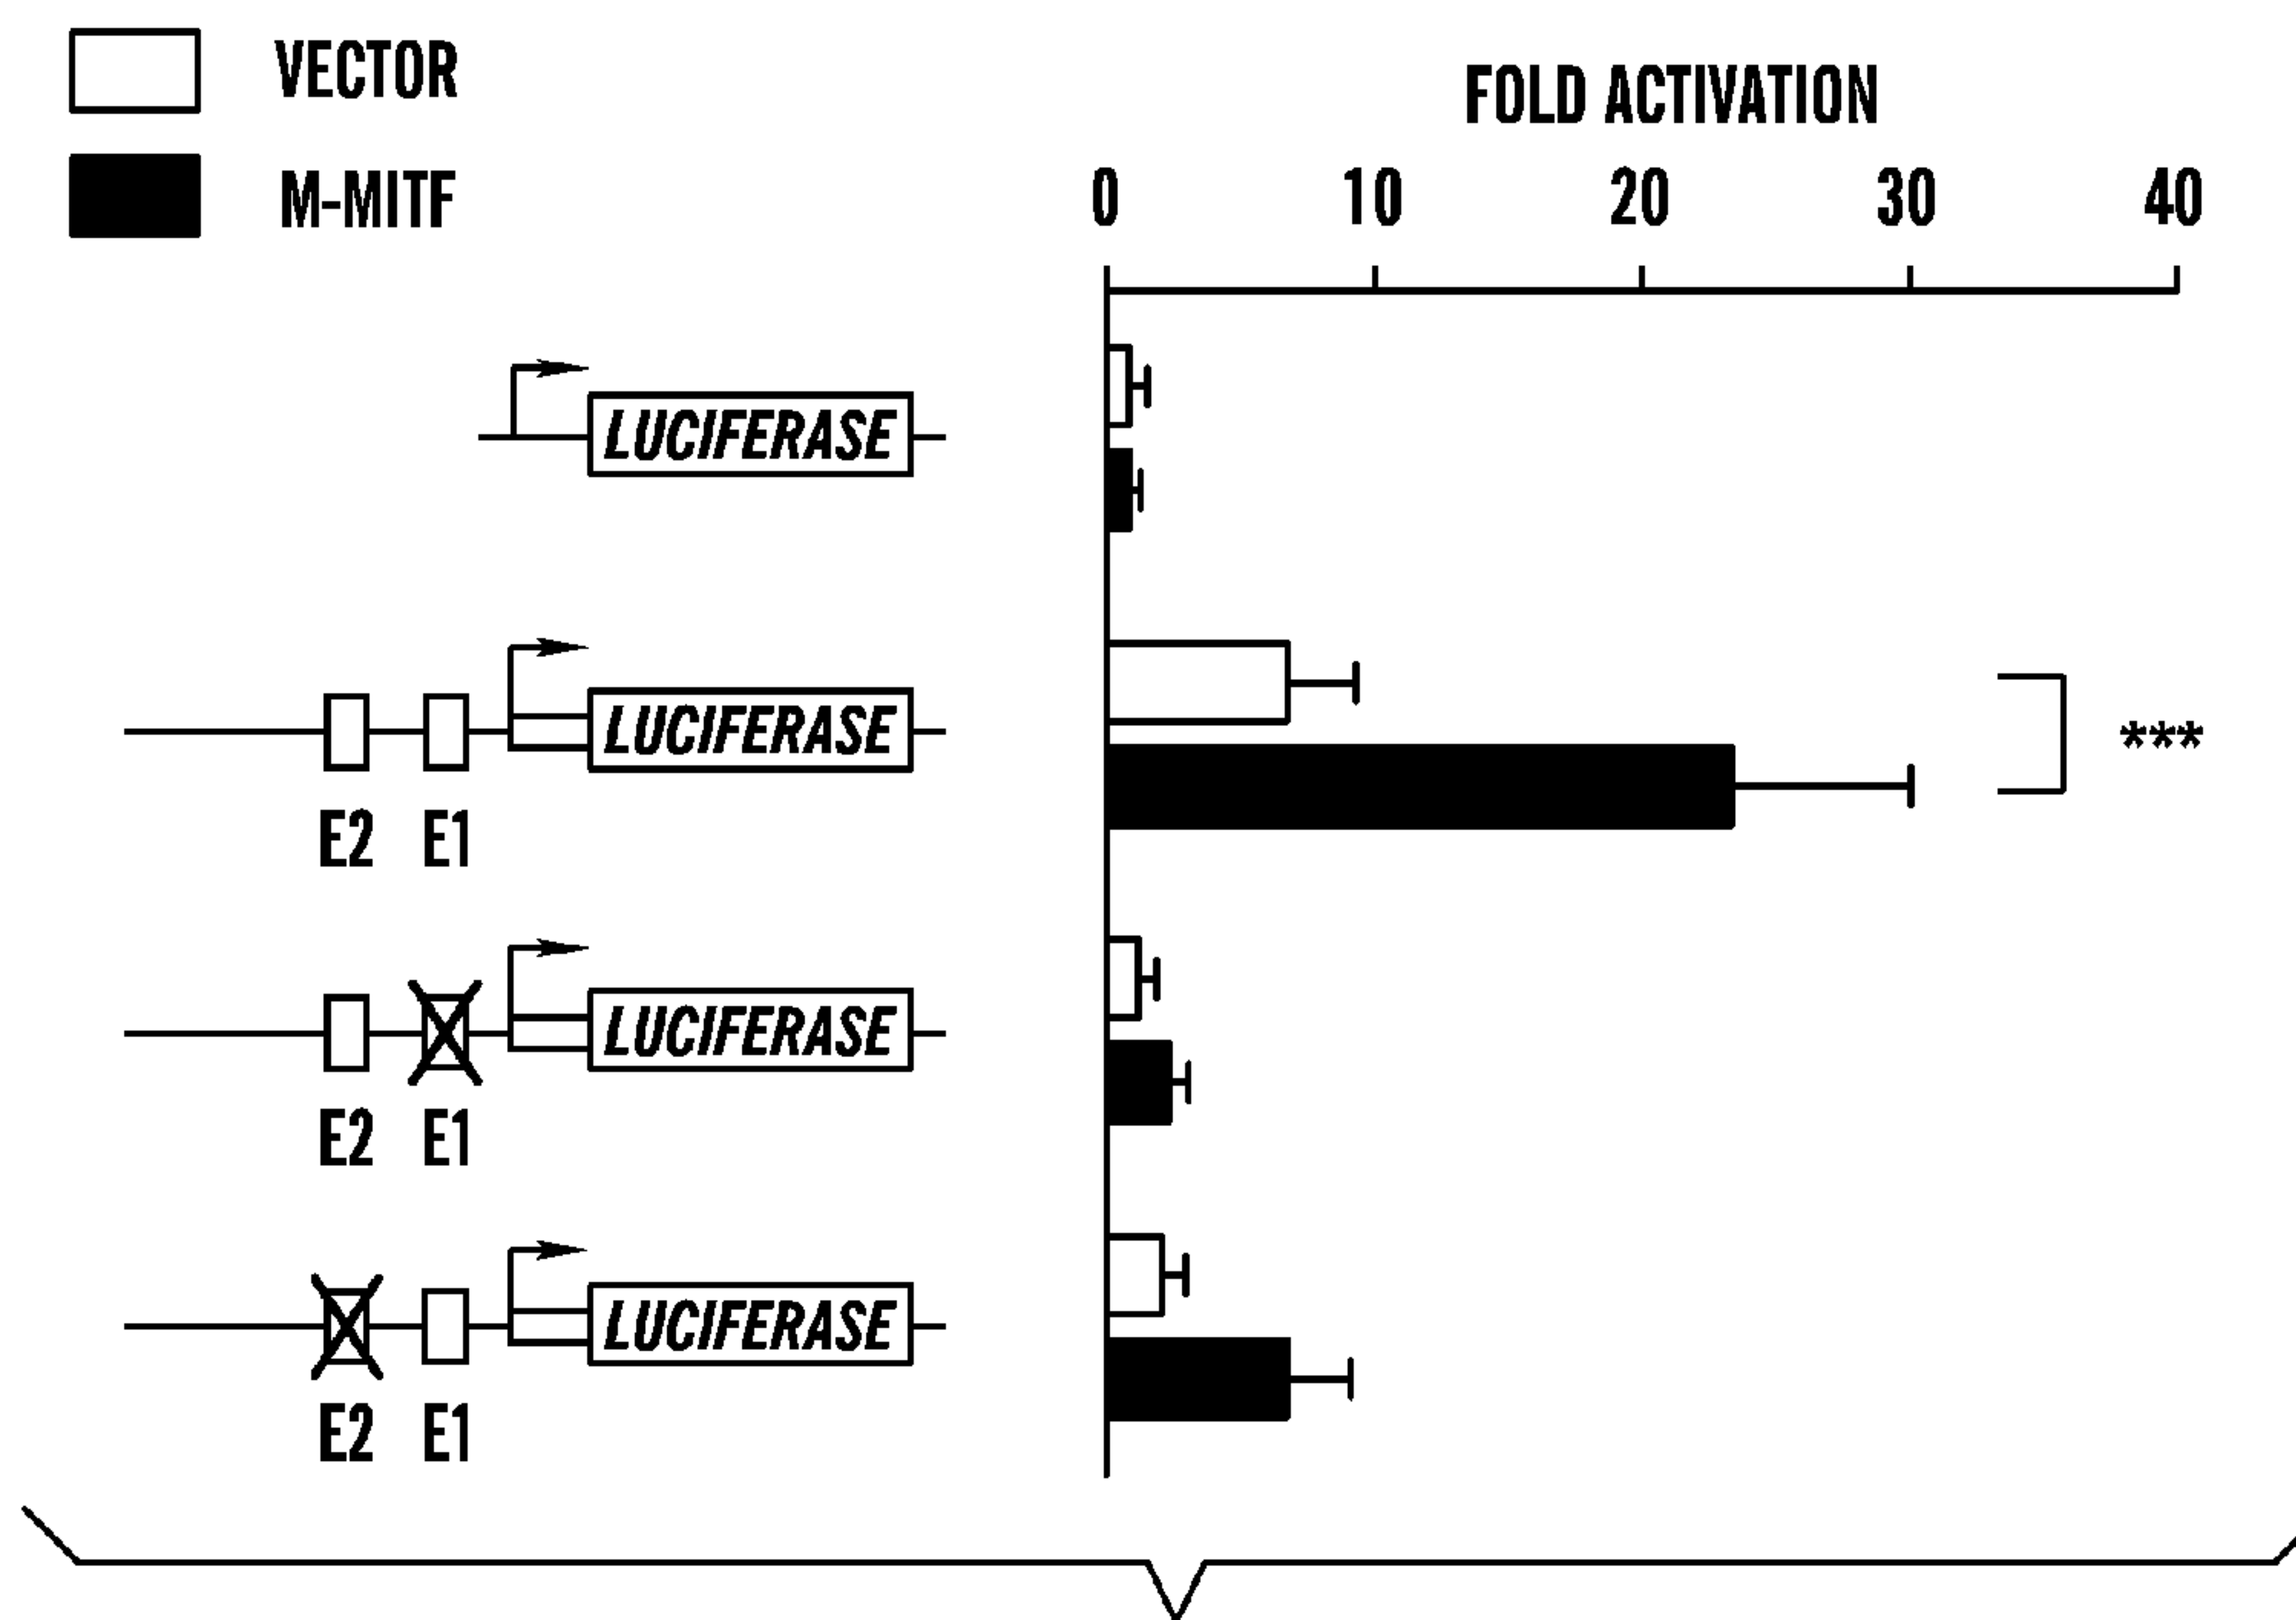 VECTOR
M-MITF
FOLD ACTIVATION
0 10 20 30 40
LUCIFERASE
LUCIFERASE
E2 E1
***
LUCIFERASE
E2 E1
LUCIFERASE
E2 E1